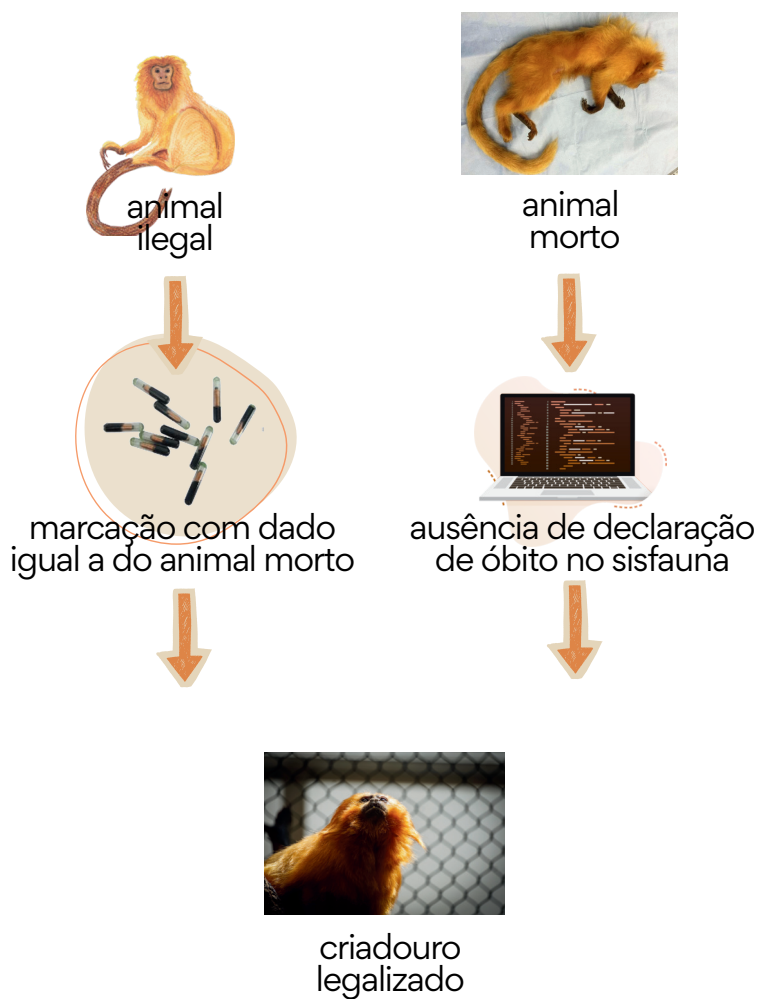 animal
ilegal
animal
morto
marcação com dado
igual a do animal morto
ausência de declaração
de óbito no sisfauna
criadouro
legalizado